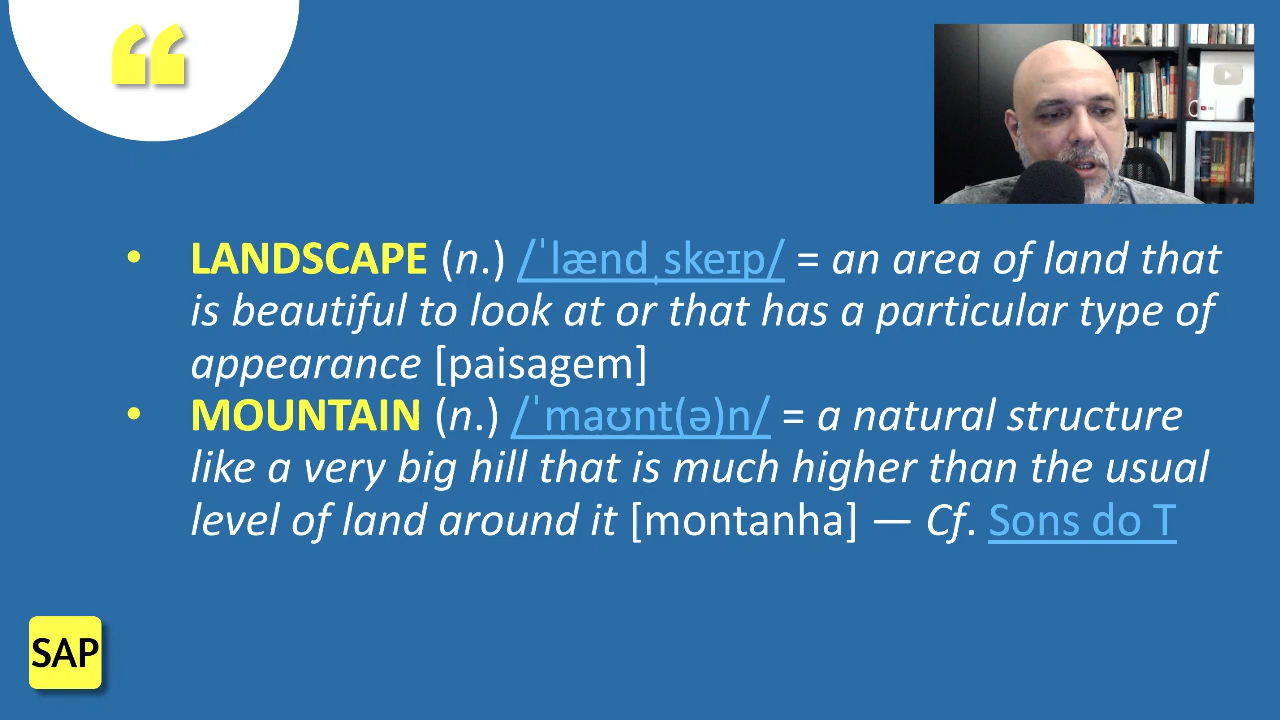 “
• LANDSCAPE (n.) /ˈlændˌskeɪp/ = an area of land that
is beautiful to look at or that has a particular type of
appearance [paisagem]
• MOUNTAIN (n.) /ˈmaʊnt(ə)n/ = a natural structure
like a very big hill that is much higher than the usual
level of land around it [montanha] — Cf. Sons do T
SAP